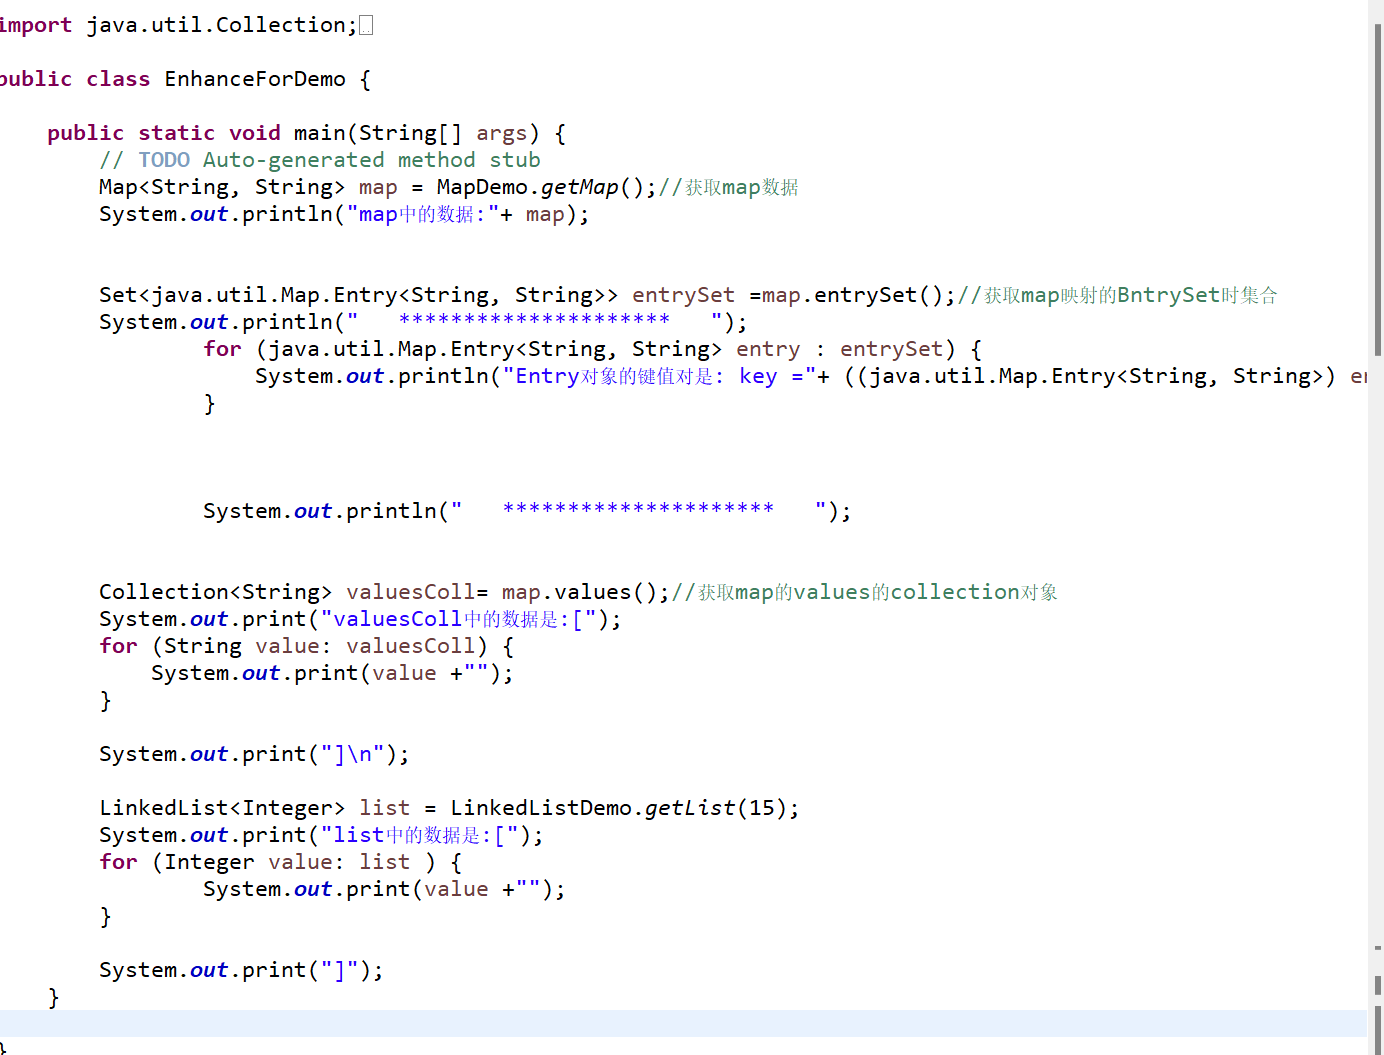 import java.util.Collection;
public class EnhanceForDemo {
public static void main(String[] args) {
// TODO Auto-generated method stub
Map<String, String> map = MapDemo.getMap();//获取map数据
System.out.println("map中的数据:"+ map);
Set<java.util.Map.Entry<String, String>> entrySet =map.entrySet();//获取map映射的BntrySet时集合
System.out.println("   *********************   ");
for (java.util.Map.Entry<String, String> entry : entrySet) {
System.out.println("Entry对象的键值对是: key ="+ ((java.util.Map.Entry<String, String>)
}
System.out.println("   *********************   ");
Collection<String> valuesColl= map.values();//获取map的values的collection对象
System.out.print("valuesColl中的数据是:[");
for (String value: valuesColl) {
System.out.print(value +"");
}
System.out.print("]\n");
LinkedList<Integer> list = LinkedListDemo.getList(15);
System.out.print("list中的数据是:[");
for (Integer value: list ) {
System.out.print(value +"");
}
System.out.print("]");
}
}